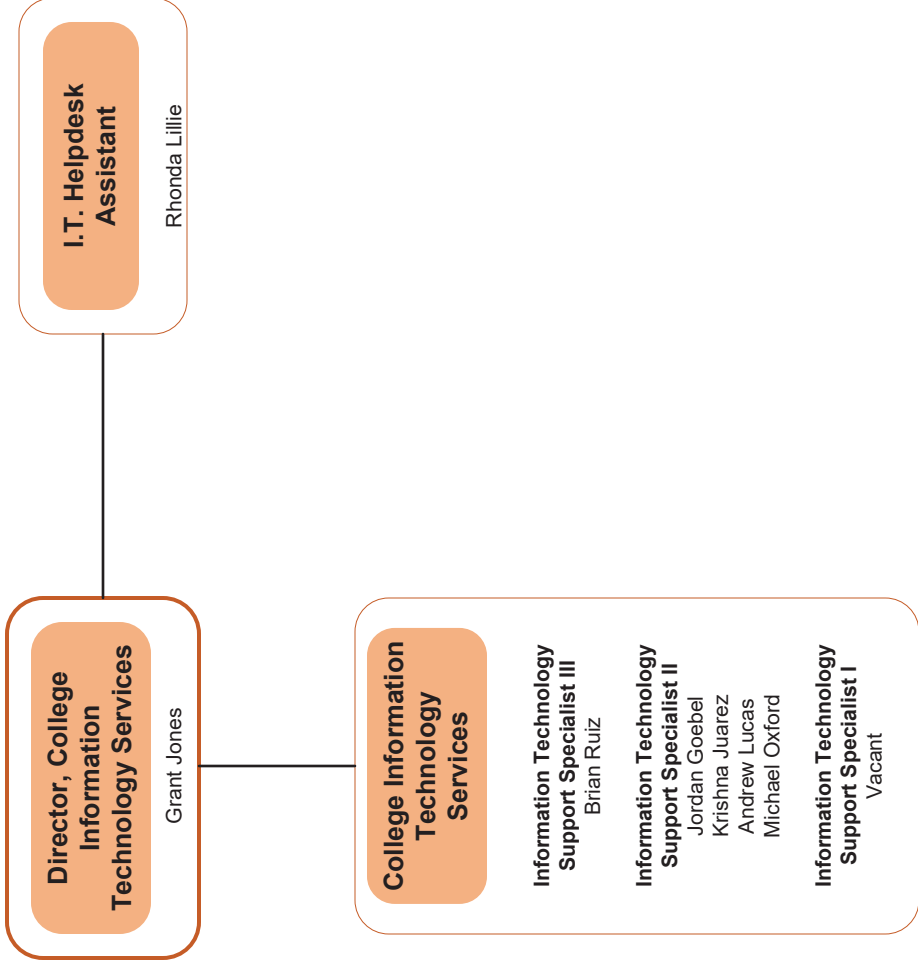 Director, College
Information
Technology Services
Grant Jones
I.T. Helpdesk
Assistant
Rhonda Lillie
College Information
Technology
Services
Information Technology
Support Specialist III
Brian Ruiz
Information Technology
Support Specialist II
Jordan Goebel
Krishna Juarez
Andrew Lucas
Michael Oxford
Information Technology
Support Specialist I
Vacant